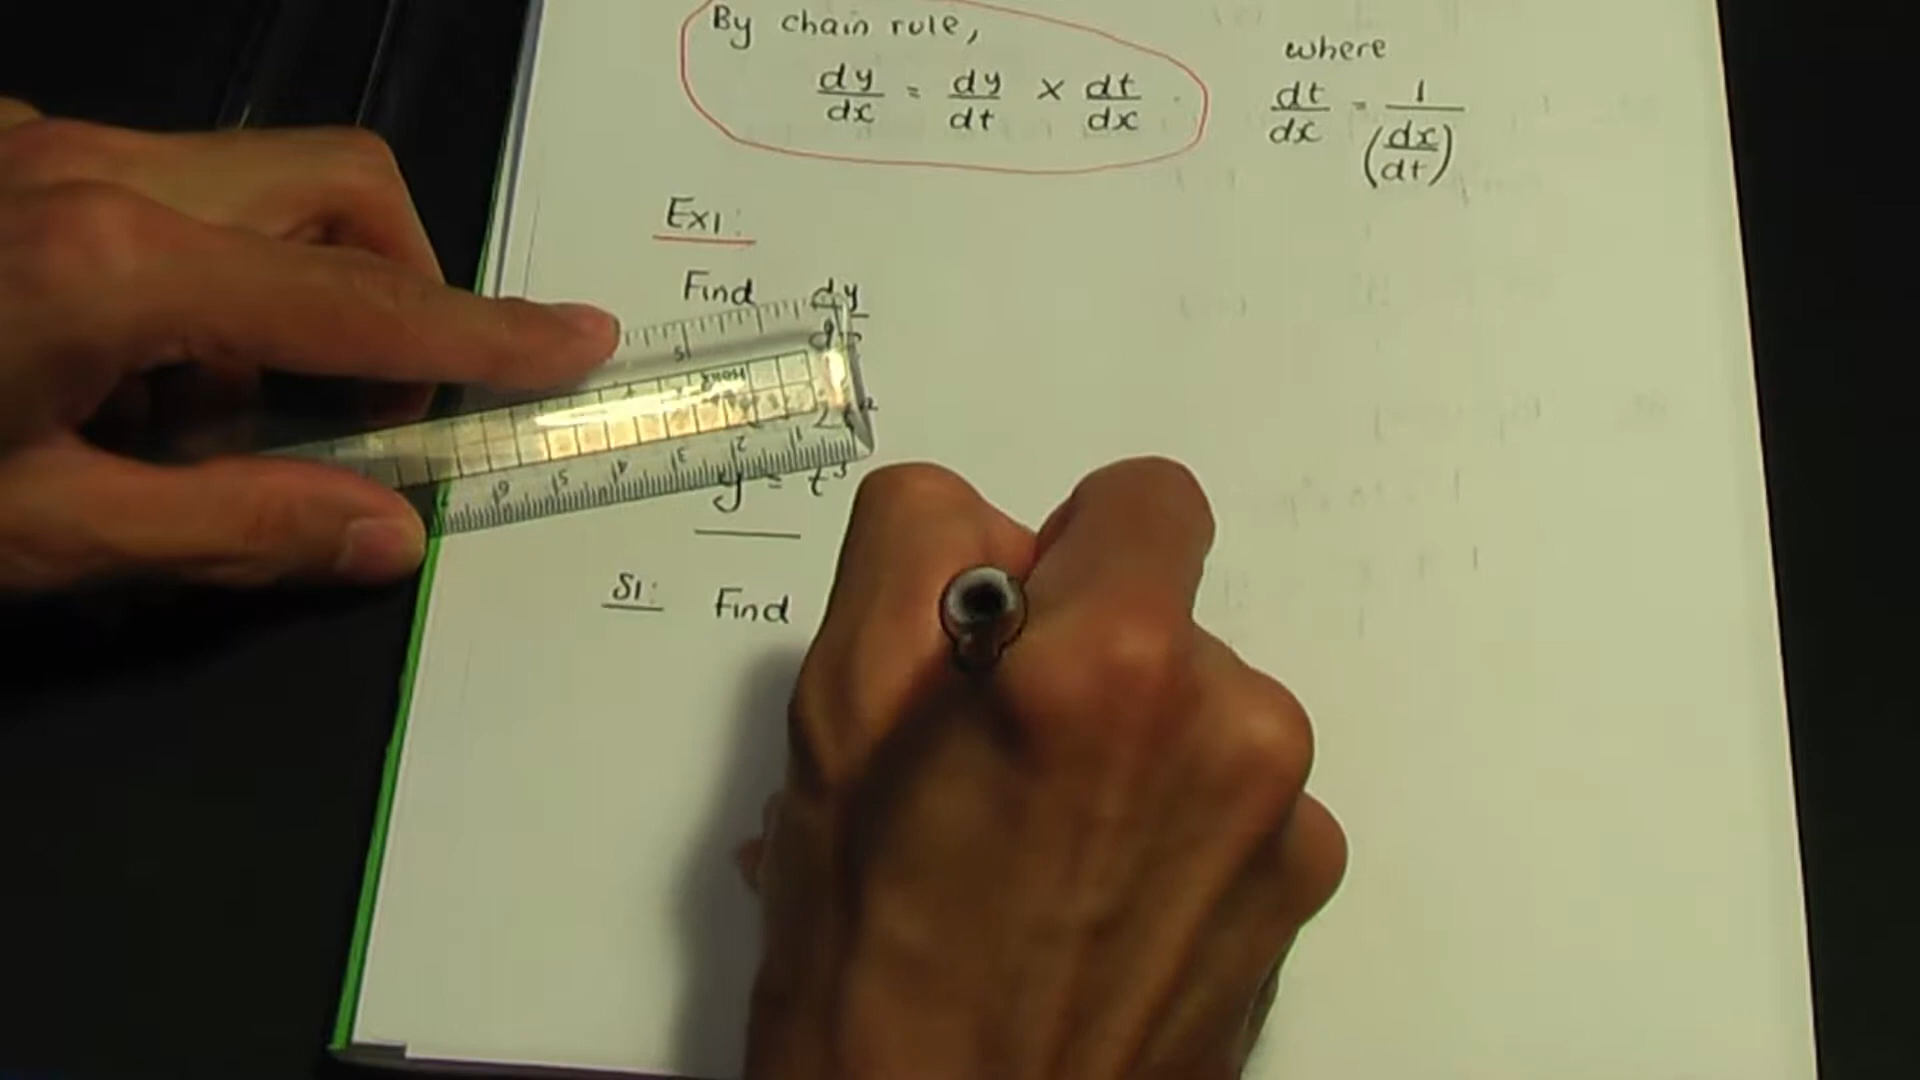 By chain rule,
dy/dx = dy/dt × dt/dx
where
dt/dx = 1/(dx/dt)
Ex1:
Find dy
y = t³
S1: Find